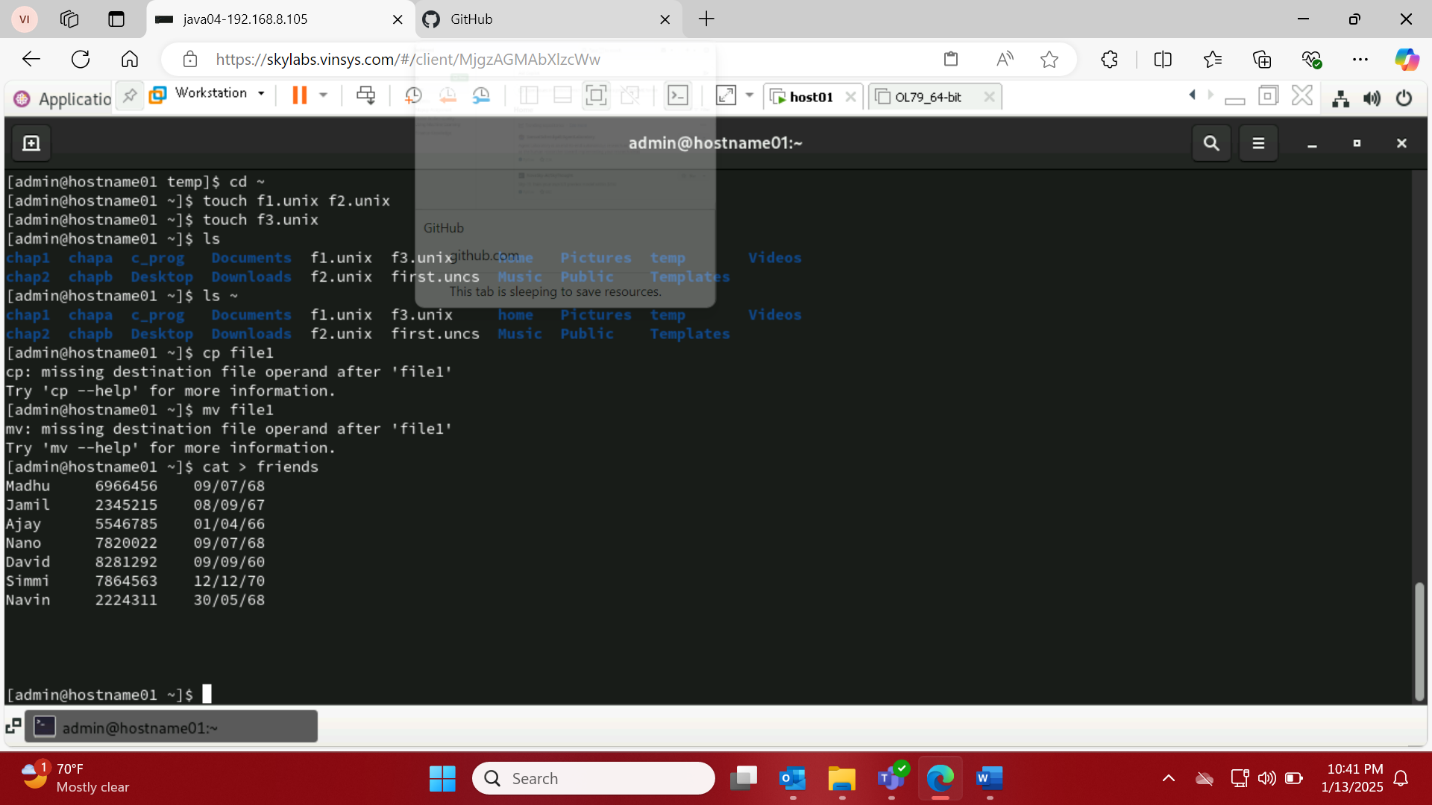 VI
java04-192.168.8.105
GitHub
https://skylabs.vinsys.com/#/client/MjgzAGMAbXlzcWw
Applicatio
Workstation
host01
OL79_64-bit
admin@hostname01:~
[admin@hostname01 temp]$ cd ~
[admin@hostname01 ~]$ touch f1.unix f2.unix
[admin@hostname01 ~]$ touch f3.unix
[admin@hostname01 ~]$ ls
chap1 chapa c_prog Documents f1.unix f3.unix home Pictures temp Videos
chap2 chapb Desktop Downloads f2.unix first.uncs Music Public Templates
[admin@hostname01 ~]$ ls ~
chap1 chapa c_prog Documents f1.unix f3.unix home Pictures temp Videos
chap2 chapb Desktop Downloads f2.unix first.uncs Music Public Templates
GitHub
github.com
This tab is sleeping to save resources.
[admin@hostname01 ~]$ cp file1
cp: missing destination file operand after 'file1'
Try 'cp --help' for more information.
[admin@hostname01 ~]$ mv file1
mv: missing destination file operand after 'file1'
Try 'mv --help' for more information.
[admin@hostname01 ~]$ cat > friends
Madhu 6966456 09/07/68
Jamil 2345215 08/09/67
Ajay 5546785 01/04/66
Nano 7820022 09/07/68
David 8281292 09/09/60
Simmi 7864563 12/12/70
Navin 2224311 30/05/68
[admin@hostname01 ~]$
admin@hostname01:~
1
70°F
Mostly clear
Search
10:41 PM
1/13/2025